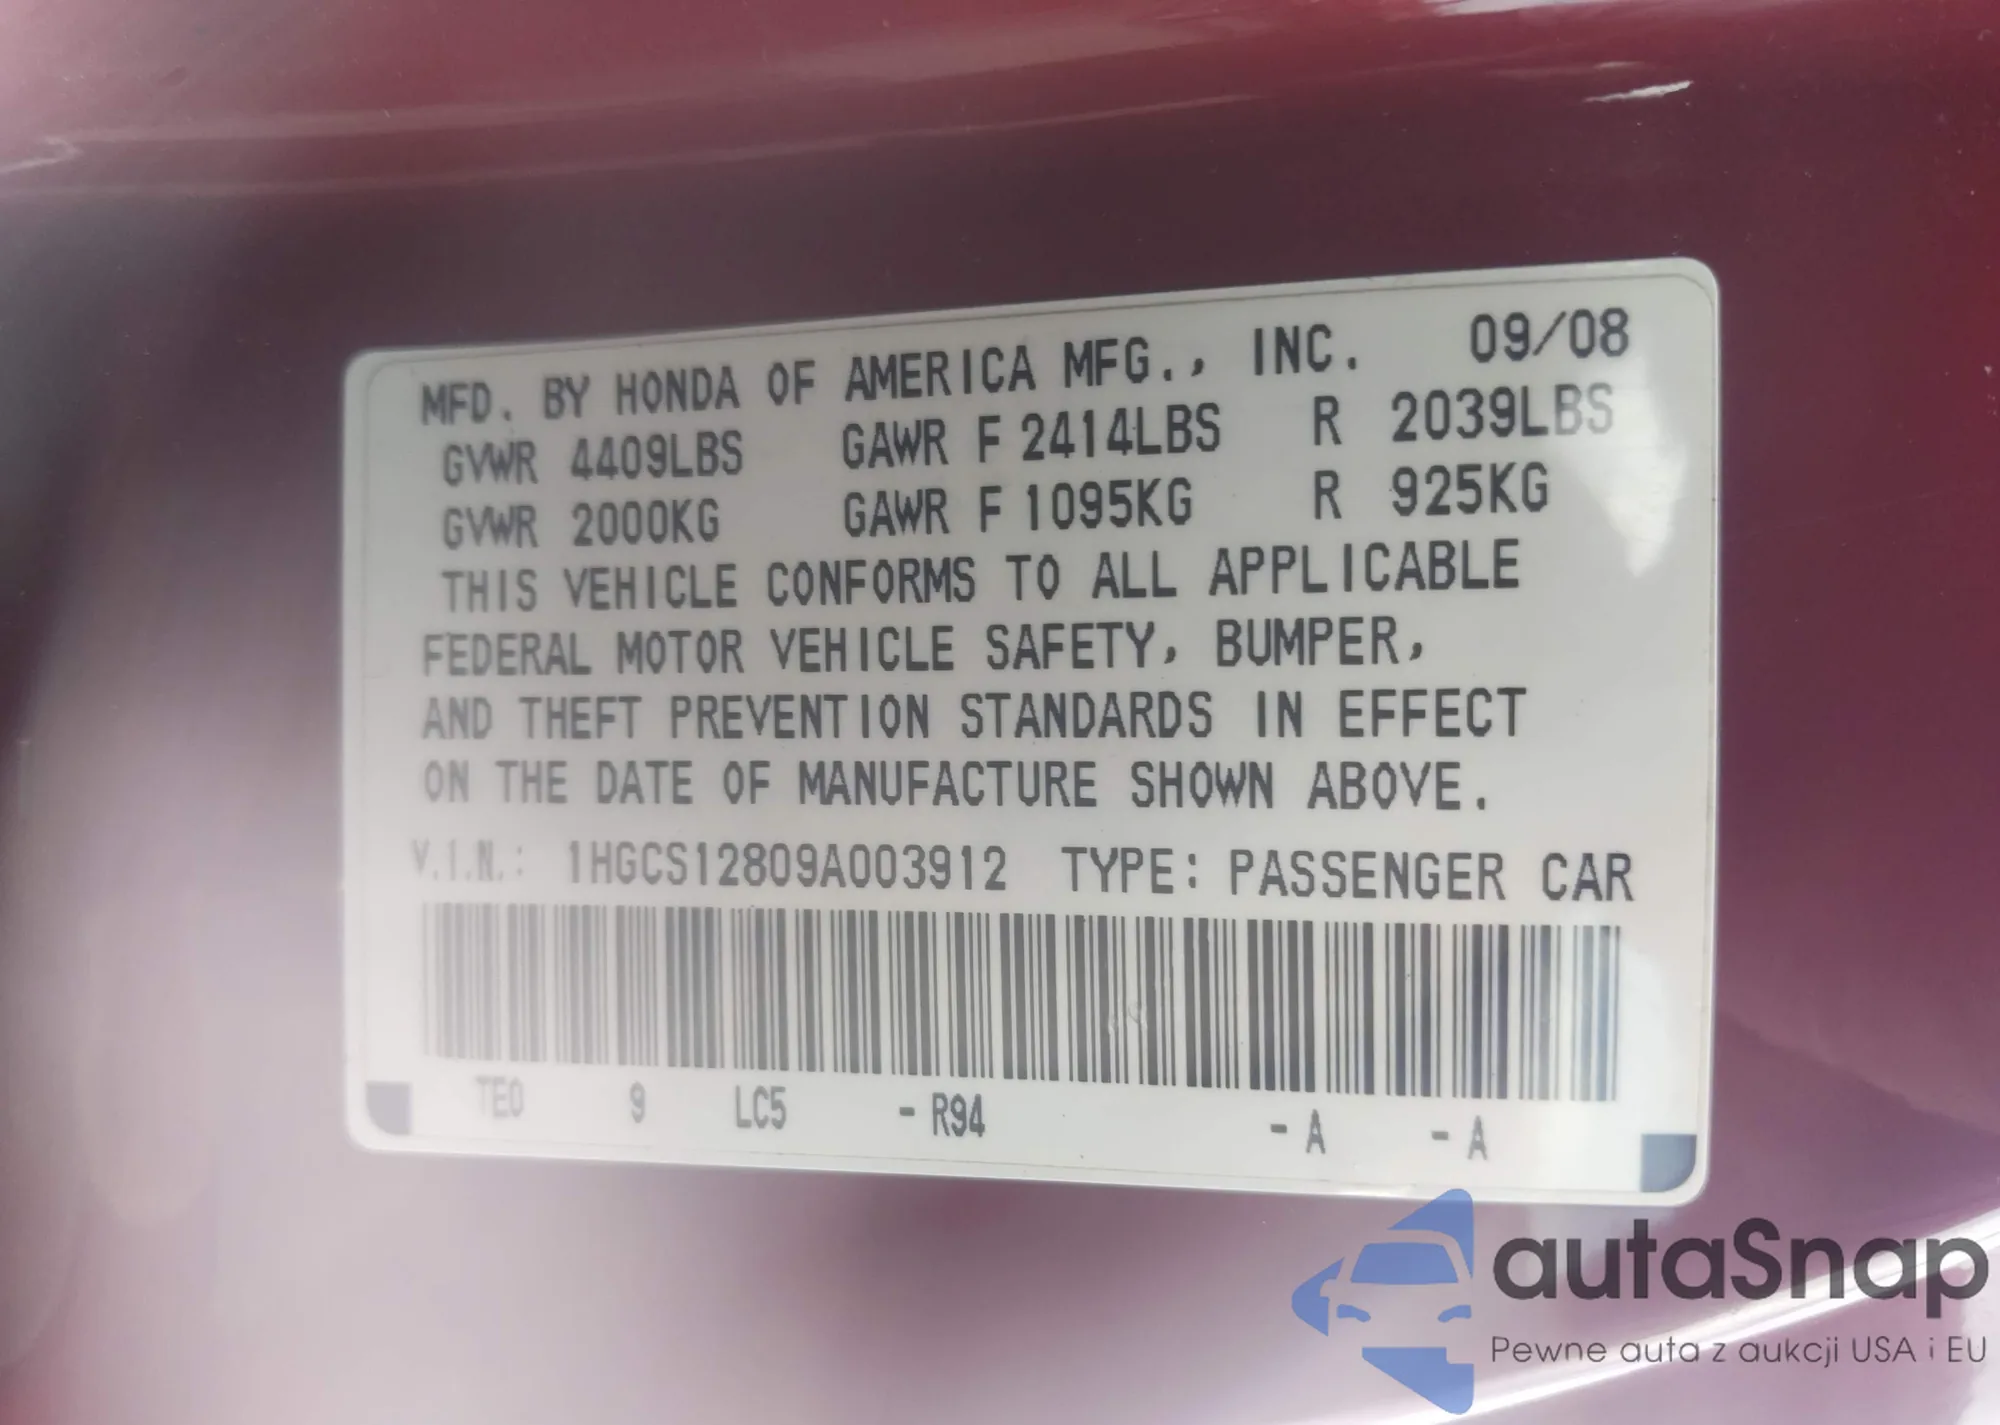 MFD. BY HONDA OF AMERICA MFG., INC. 09/08
GVWR 4409LBS GAWR F 2414LBS R 2039LBS
GVWR 2000KG GAWR F 1095KG R 925KG
THIS VEHICLE CONFORMS TO ALL APPLICABLE
FEDERAL MOTOR VEHICLE SAFETY, BUMPER,
AND THEFT PREVENTION STANDARDS IN EFFECT
ON THE DATE OF MANUFACTURE SHOWN ABOVE.
V.I.N.: 1HGCS12809A003912 TYPE: PASSENGER CAR
TE0 9 LC5 - R94 - A - A
autaSnap
Pewne auta z aukcji USA i EU